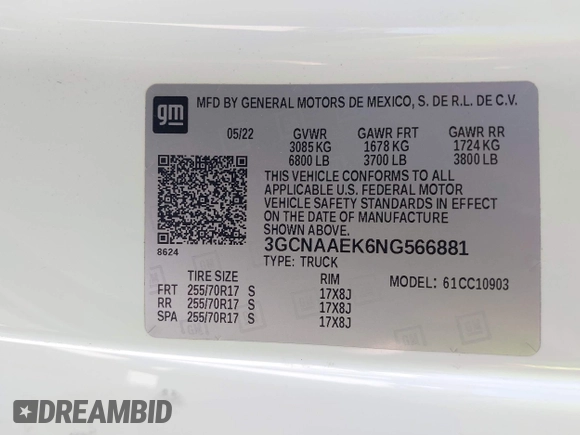 gm
MFD BY GENERAL MOTORS DE MEXICO, S. DE R.L. DE C.V.
05/22 GVWR GAWR FRT GAWR RR
3085 KG 1678 KG 1724 KG
6800 LB 3700 LB 3800 LB
THIS VEHICLE CONFORMS TO ALL
APPLICABLE U.S. FEDERAL MOTOR
VEHICLE SAFETY STANDARDS IN EFFECT
ON THE DATE OF MANUFACTURE
SHOWN ABOVE.
8624
3GCNAAEK6NG566881
TYPE: TRUCK
TIRE SIZE RIM MODEL: 61CC10903
FRT 255/70R17 S 17X8J
RR 255/70R17 S 17X8J
SPA 255/70R17 S 17X8J
DREAMBID